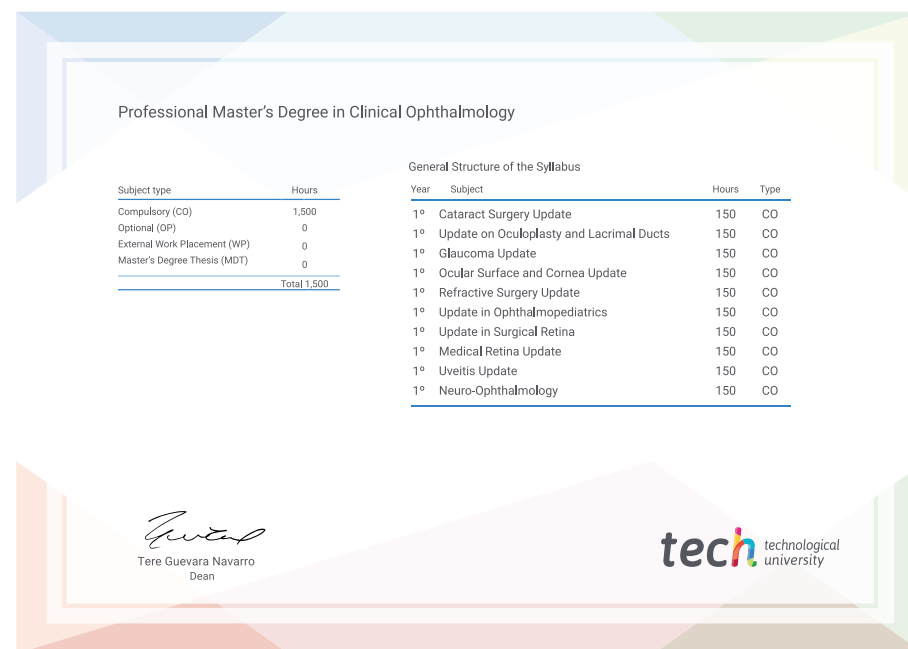 Professional Master's Degree in Clinical Ophthalmology
Subject type Hours
Compulsory (CO) 1,500
Optional (OP) 0
External Work Placement (WP) 0
Master's Degree Thesis (MDT) 0
Total 1,500
General Structure of the Syllabus
Year Subject Hours Type
1º Cataract Surgery Update 150 CO
1º Update on Oculoplasty and Lacrimal Ducts 150 CO
1º Glaucoma Update 150 CO
1º Ocular Surface and Cornea Update 150 CO
1º Refractive Surgery Update 150 CO
1º Update in Ophthalmopediatrics 150 CO
1º Update in Surgical Retina 150 CO
1º Medical Retina Update 150 CO
1º Uveitis Update 150 CO
1º Neuro-Ophthalmology 150 CO
Tere Guevara Navarro
Dean
tech technological
university